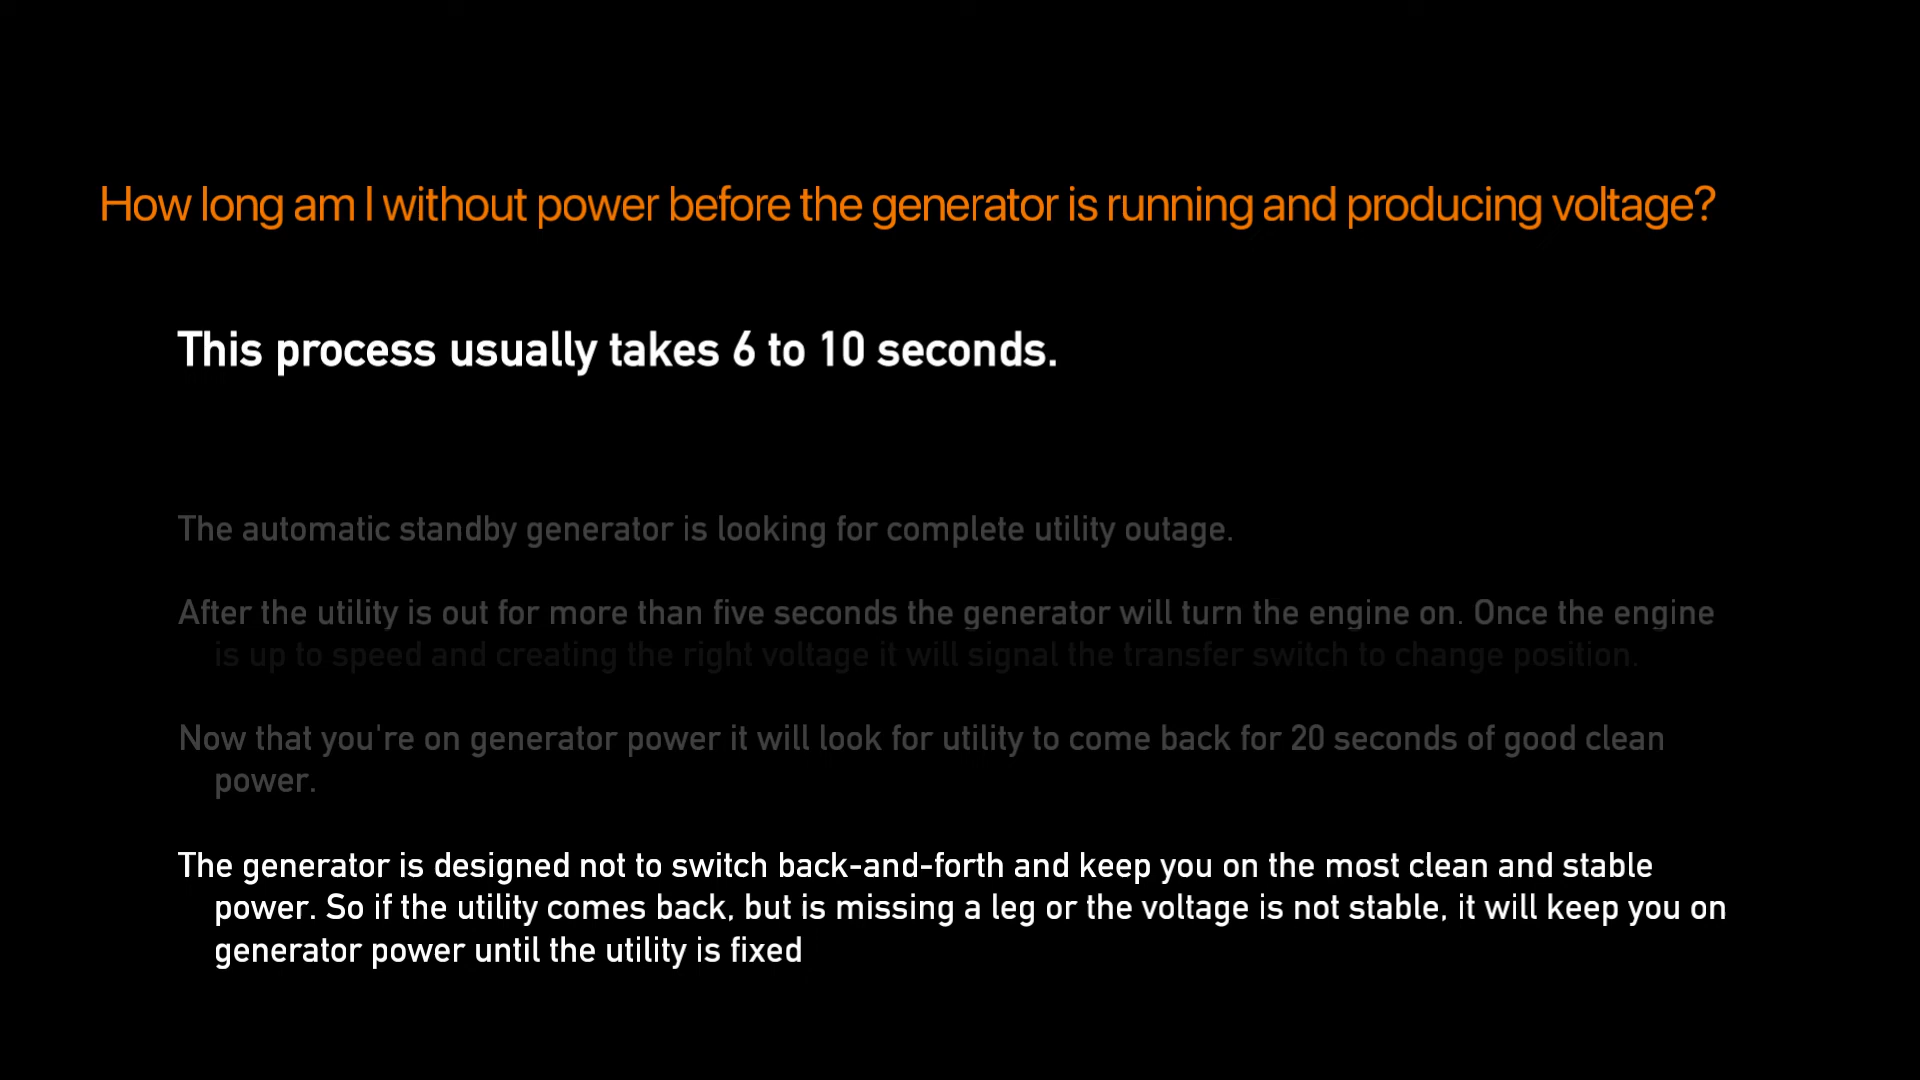 How long am I without power before the generator is running and producing voltage?
This process usually takes 6 to 10 seconds.
The automatic standby generator is looking for complete utility outage.
After the utility is out for more than five seconds the generator will turn the engine on. Once the engine
is up to speed and creating the right voltage it will signal the transfer switch to change position.
Now that you're on generator power it will look for utility to come back for 20 seconds of good clean
power.
The generator is designed not to switch back-and-forth and keep you on the most clean and stable
power. So if the utility comes back, but is missing a leg or the voltage is not stable, it will keep you on
generator power until the utility is fixed